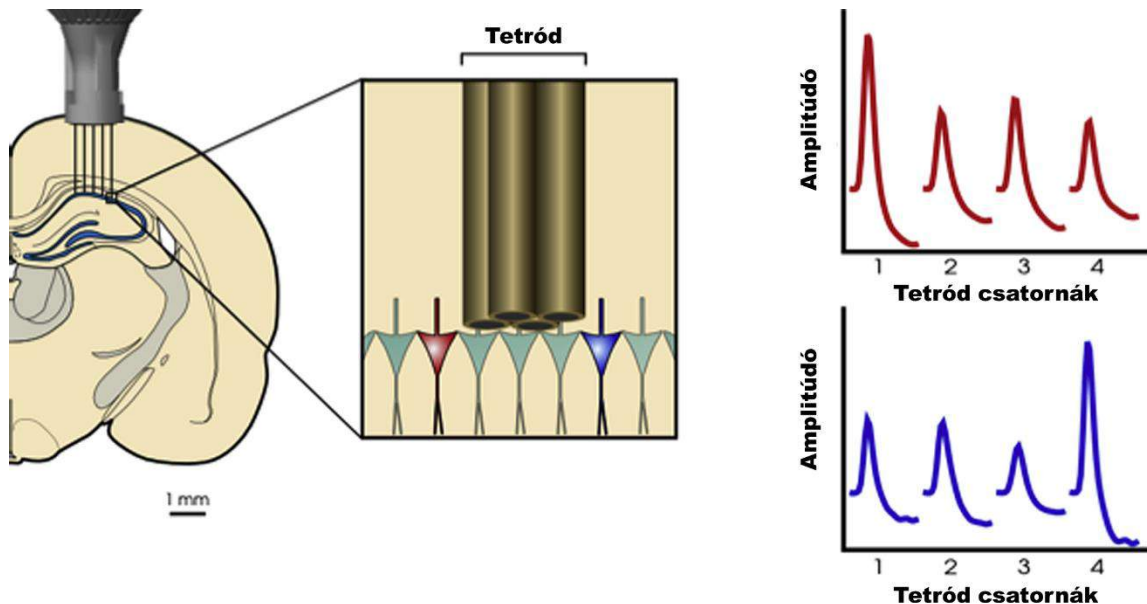 Tetród
1 mm
Amplitúdó
1 2 3 4
Tetród csatornák
Amplitúdó
1 2 3 4
Tetród csatornák